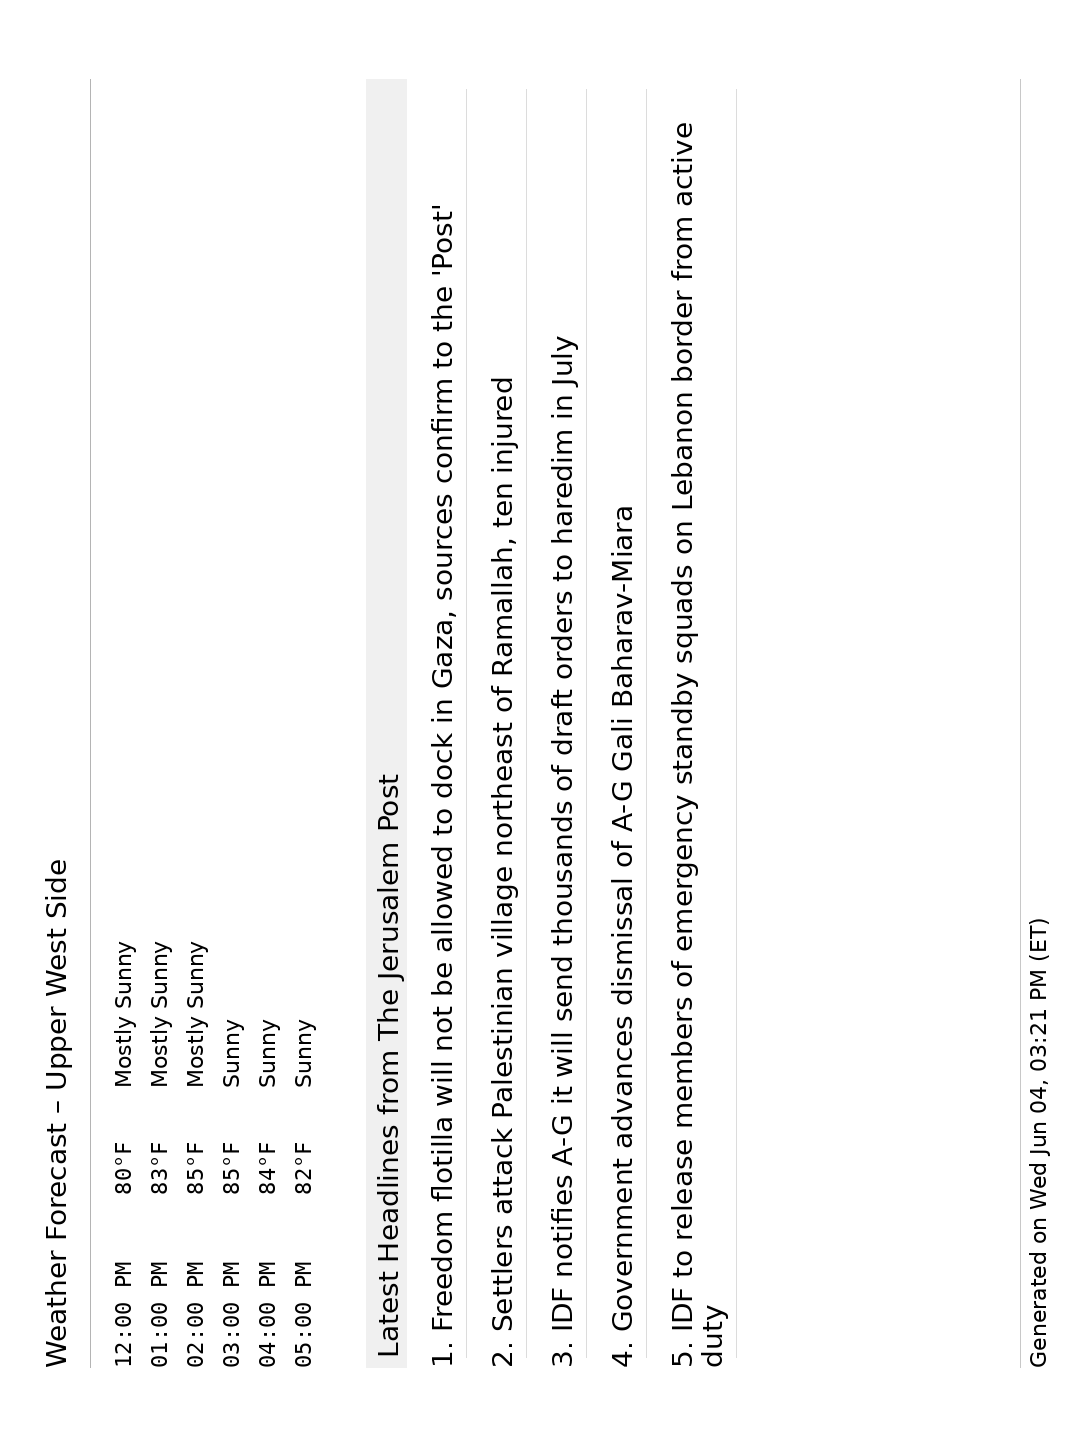 Weather Forecast – Upper West Side
12:00 PM 80°F Mostly Sunny
01:00 PM 83°F Mostly Sunny
02:00 PM 85°F Mostly Sunny
03:00 PM 85°F Sunny
04:00 PM 84°F Sunny
05:00 PM 82°F Sunny
Latest Headlines from The Jerusalem Post
1. Freedom flotilla will not be allowed to dock in Gaza, sources confirm to the 'Post'
2. Settlers attack Palestinian village northeast of Ramallah, ten injured
3. IDF notifies A-G it will send thousands of draft orders to haredim in July
4. Government advances dismissal of A-G Gali Baharav-Miara
5. IDF to release members of emergency standby squads on Lebanon border from active
duty
Generated on Wed Jun 04, 03:21 PM (ET)